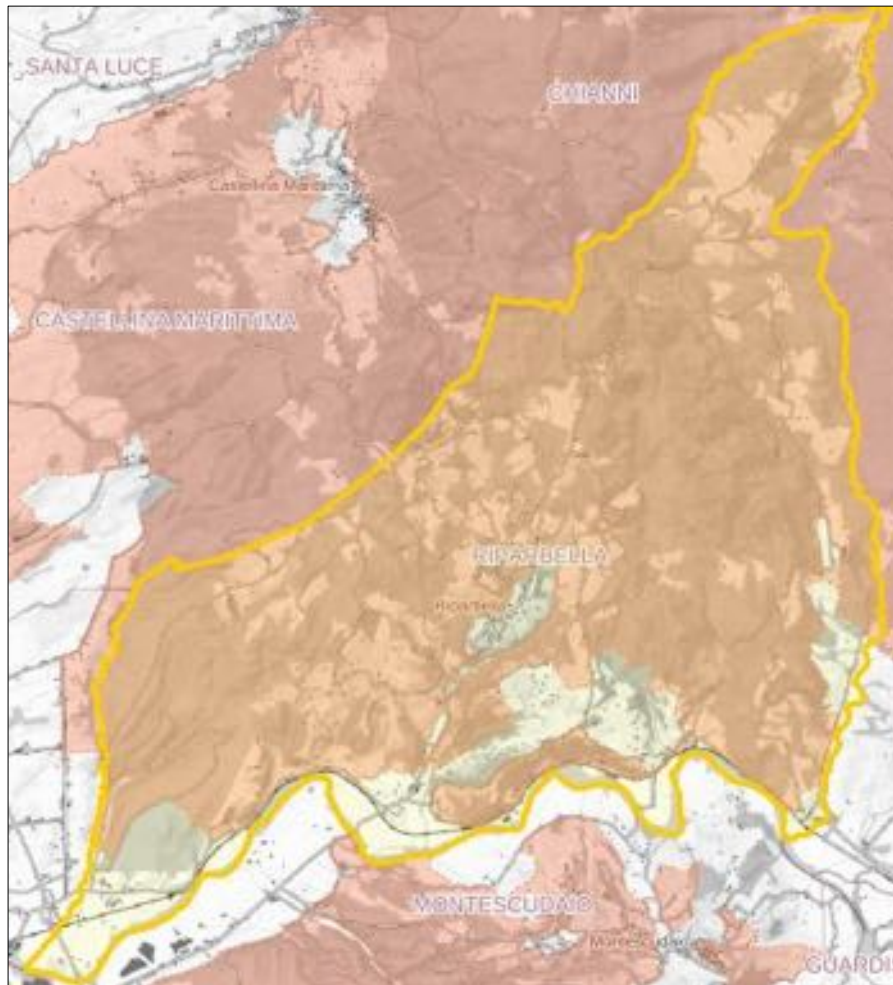 SANTA LUCE
CHIANNI
Castellina Marittima
CASTELLINA MARITTIMA
RIPARBELLA
Riparbella
MONTESCUDAIO
Montescudaio
GUARDI